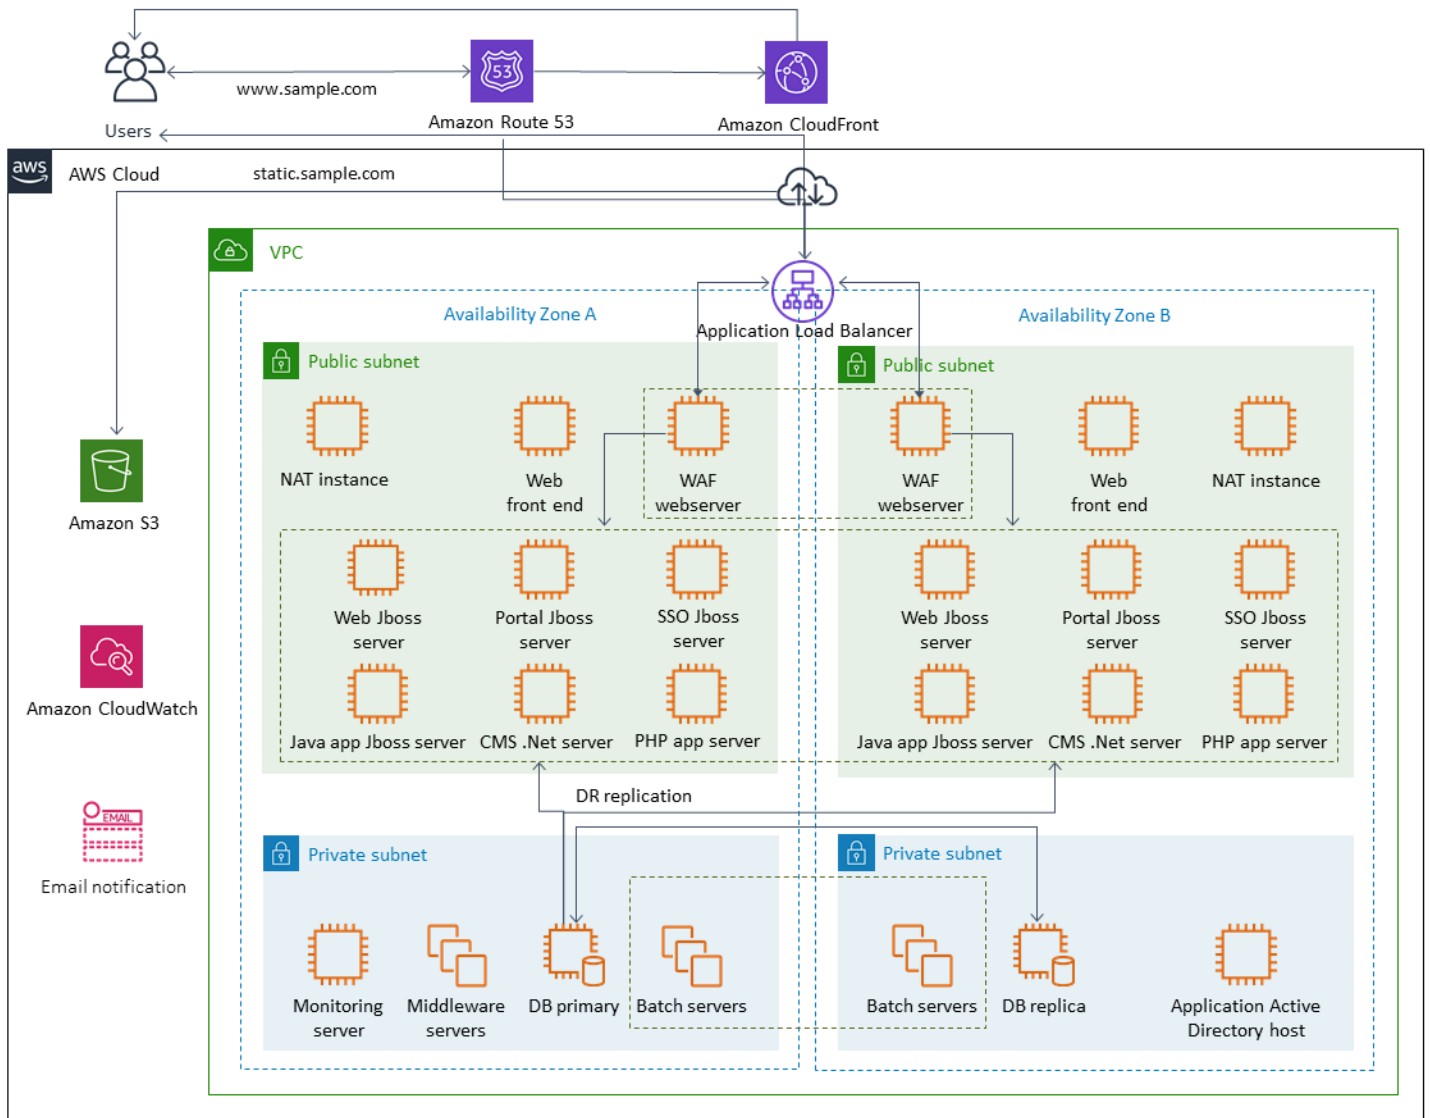 53
www.sample.com
Amazon Route 53
Amazon CloudFront
Users
aws
AWS Cloud
static.sample.com
VPC
Availability Zone A
Availability Zone B
Application Load Balancer
Public subnet
Public subnet
NAT instance
Web
front end
WAF
webserver
WAF
webserver
Web
front end
NAT instance
Amazon S3
Web Jboss
server
Portal Jboss
server
SSO Jboss
server
Web Jboss
server
Portal Jboss
server
SSO Jboss
server
Amazon CloudWatch
Java app Jboss server
CMS .Net server
PHP app server
Java app Jboss server
CMS .Net server
PHP app server
DR replication
EMAIL
Email notification
Private subnet
Private subnet
Monitoring
server
Middleware
servers
DB primary
Batch servers
Batch servers
DB replica
Application Active
Directory host